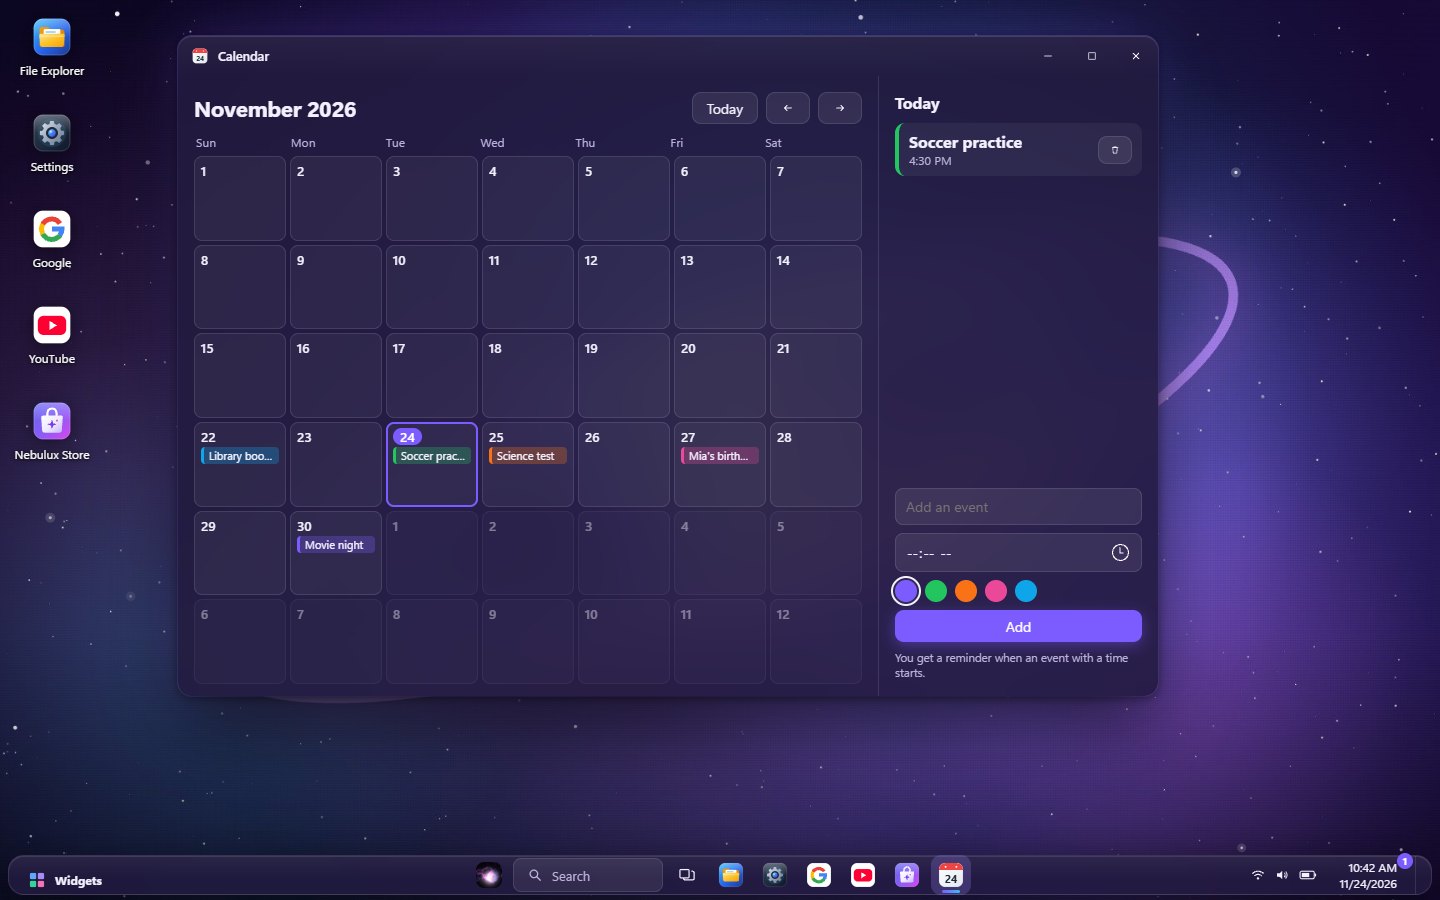 File Explorer
Settings
Google
YouTube
Nebulux Store
24
Calendar
November 2026
Today
Sun Mon Tue Wed Thu Fri Sat
1 2 3 4 5 6 7
8 9 10 11 12 13 14
15 16 17 18 19 20 21
22 23 24 25 26 27 28
Library boo... Soccer prac... Science test Mia's birth...
29 30 1 2 3 4 5
Movie night
6 7 8 9 10 11 12
Today
Soccer practice
4:30 PM
Add an event
--:-- --
Add
You get a reminder when an event with a time
starts.
Widgets
Search
24
10:42 AM
11/24/2026
1